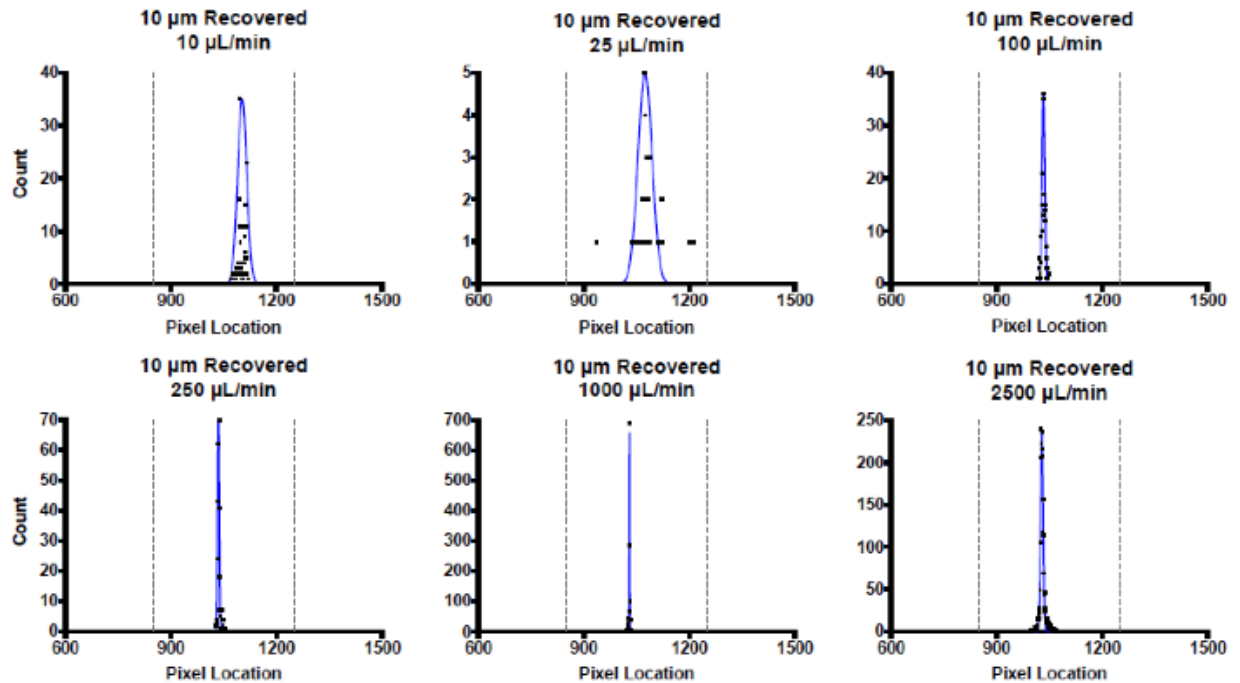 10 µm Recovered
10 µL/min
40
30
20
10
0
Count
600 900 1200 1500
Pixel Location
10 µm Recovered
25 µL/min
5
4
3
2
1
0
600 900 1200 1500
Pixel Location
10 µm Recovered
100 µL/min
40
30
20
10
0
600 900 1200 1500
Pixel Location
10 µm Recovered
250 µL/min
70
60
50
40
30
20
10
0
Count
600 900 1200 1500
Pixel Location
10 µm Recovered
1000 µL/min
700
600
500
400
300
200
100
0
600 900 1200 1500
Pixel Location
10 µm Recovered
2500 µL/min
250
200
150
100
50
0
600 900 1200 1500
Pixel Location